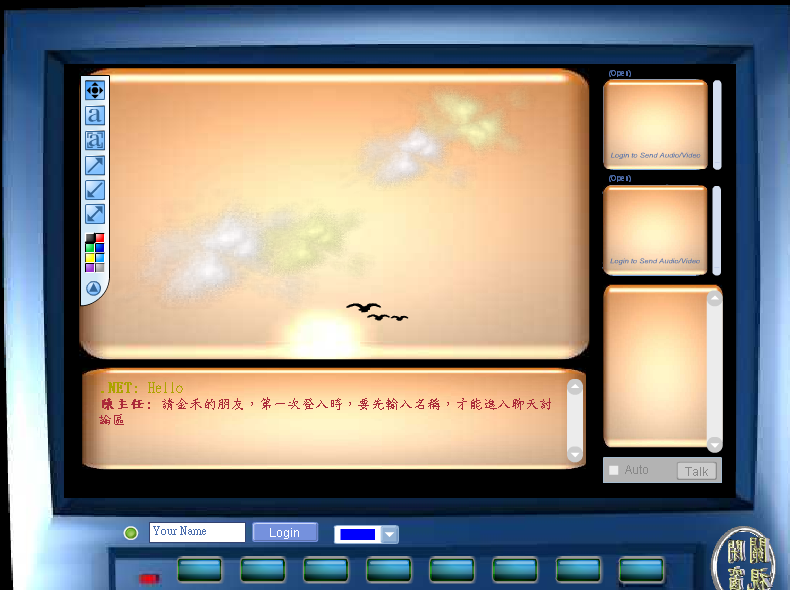 (Open)
Login to Send Audio/Video
(Open)
Login to Send Audio/Video
a
a
.NET: Hello
陳主任: 請金禾的朋友，第一次登入時，要先輸入名稱，才能進入聊天討
論區
Auto
Talk
Your Name
Login